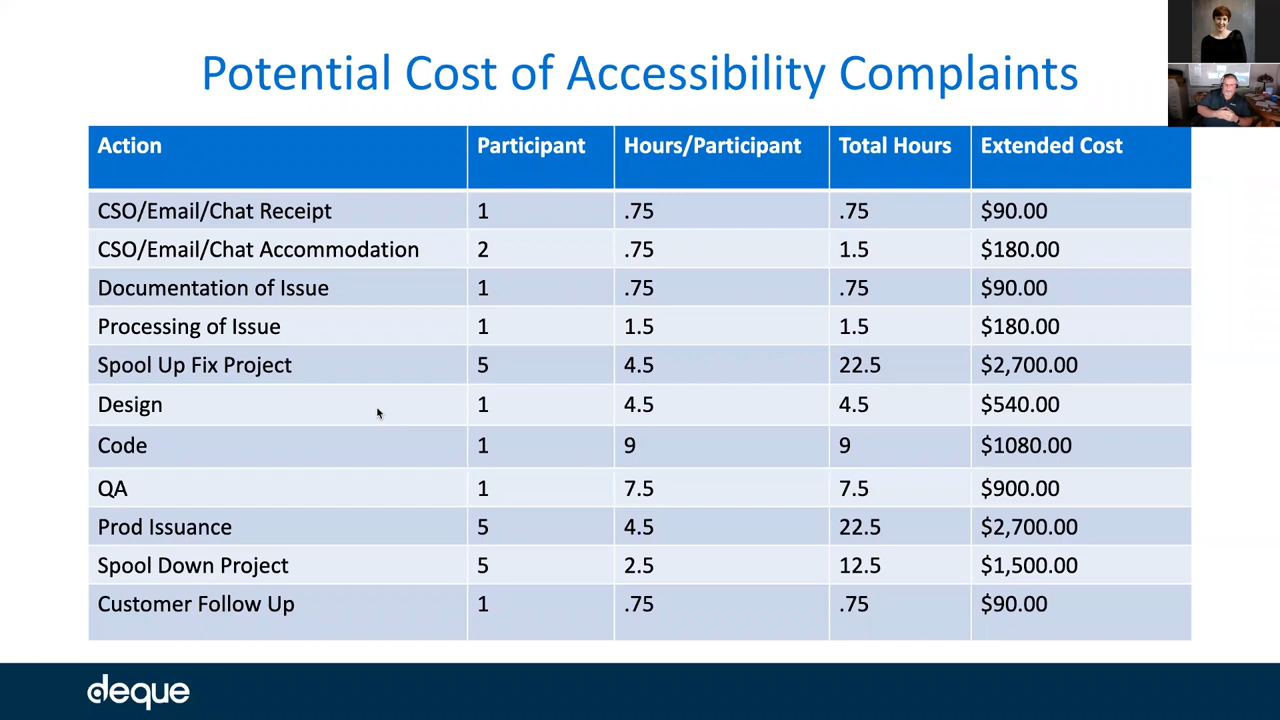 Potential Cost of Accessibility Complaints
Action Participant Hours/Participant Total Hours Extended Cost
CSO/Email/Chat Receipt 1 .75 .75 $90.00
CSO/Email/Chat Accommodation 2 .75 1.5 $180.00
Documentation of Issue 1 .75 .75 $90.00
Processing of Issue 1 1.5 1.5 $180.00
Spool Up Fix Project 5 4.5 22.5 $2,700.00
Design 1 4.5 4.5 $540.00
Code 1 9 9 $1080.00
QA 1 7.5 7.5 $900.00
Prod Issuance 5 4.5 22.5 $2,700.00
Spool Down Project 5 2.5 12.5 $1,500.00
Customer Follow Up 1 .75 .75 $90.00
deque